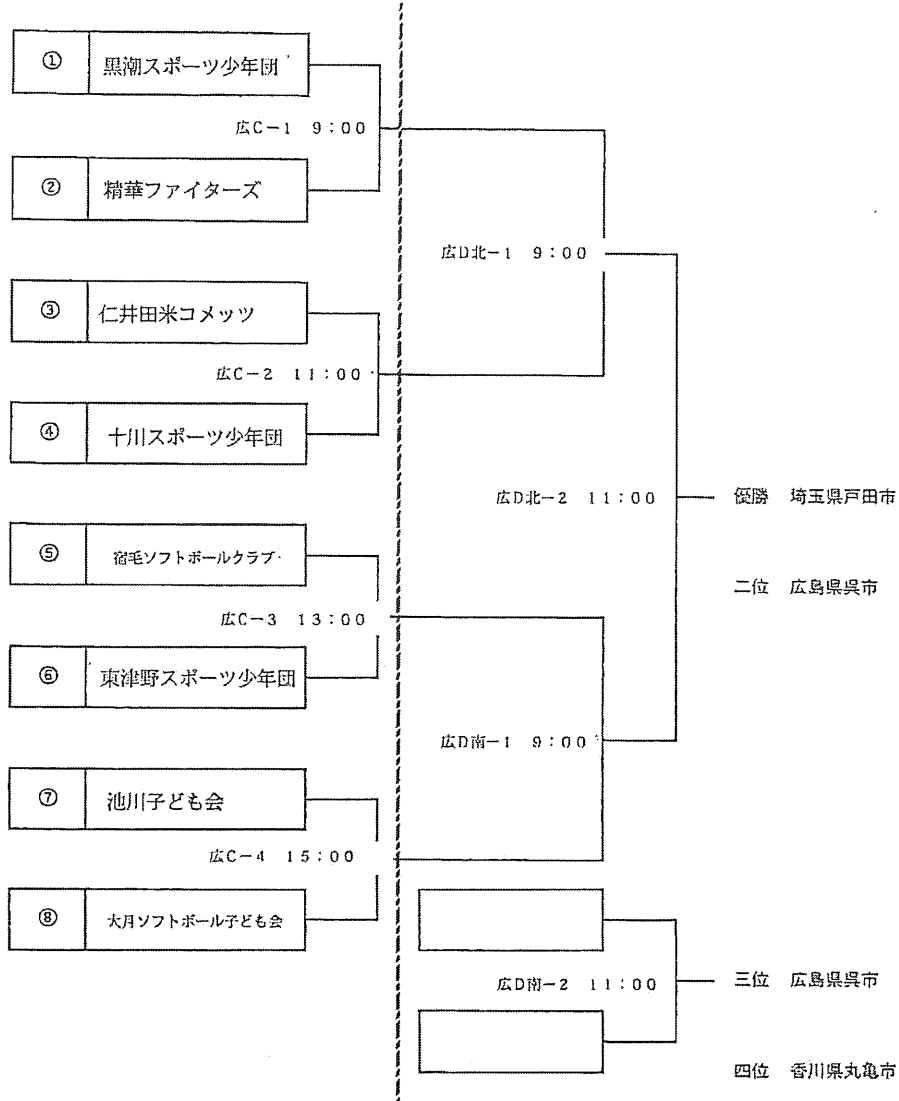 ① 黒潮スポーツ少年団
広C-1 9:00
② 精華ファイターズ
広D北-1 9:00
③ 仁井田米コメッツ
広C-2 11:00
④ 十川スポーツ少年団
広D北-2 11:00
優勝 埼玉県戸田市
⑤ 宿毛ソフトボールクラブ
二位 広島県呉市
広C-3 13:00
⑥ 東津野スポーツ少年団
広D南-1 9:00
⑦ 池川子ども会
広C-4 15:00
⑧ 大月ソフトボール子ども会
広D南-2 11:00
三位 広島県呉市
四位 香川県丸亀市